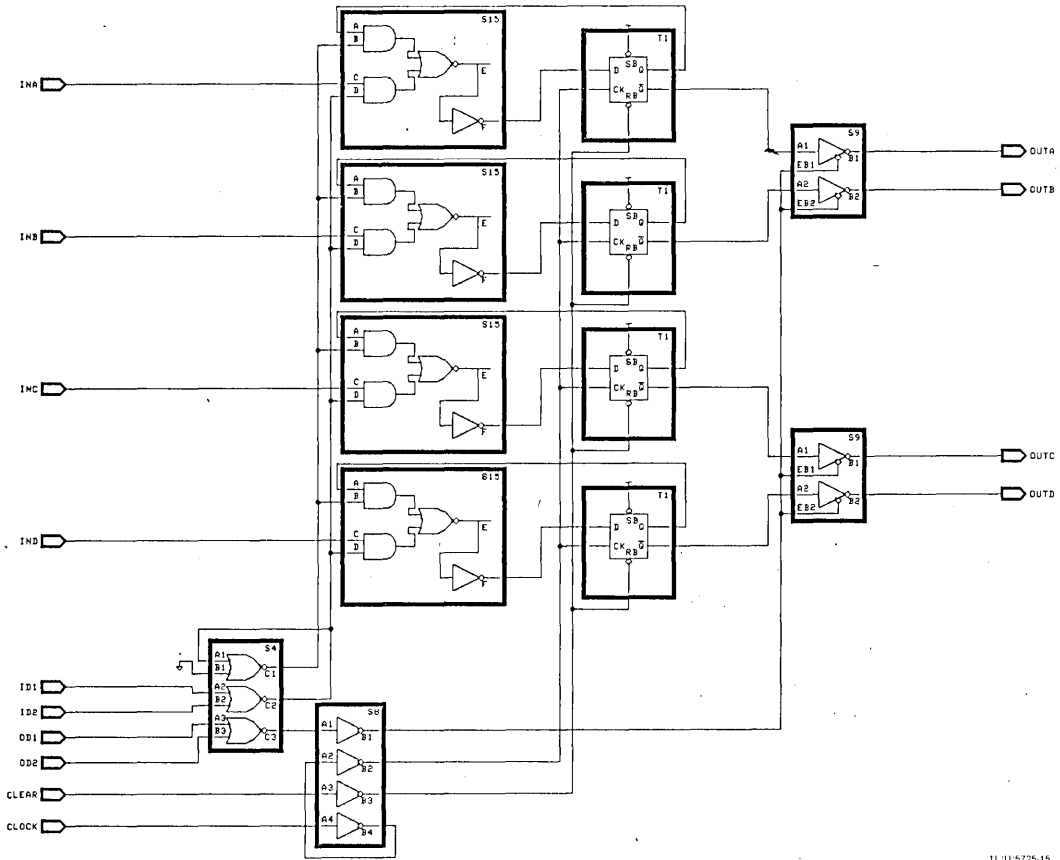 S15
A
B
C
D
E
F
INA
T1
SB
D
Q
CK
RB
Q
S9
A1
EB1
B1
A2
EB2
B2
OUTA
OUTB
S15
A
B
C
D
E
F
INB
T1
SB
D
Q
CK
RB
Q
S15
A
B
C
D
E
F
INC
T1
SB
D
Q
CK
RB
Q
S9
A1
EB1
B1
A2
EB2
B2
OUTC
OUTD
S15
A
B
C
D
E
F
IND
T1
SB
D
Q
CK
RB
Q
S4
A1
B1
C1
A2
B2
C2
A3
B3
C3
ID1
ID2
OD1
OD2
CLEAR
CLOCK
S8
A1
B1
A2
B2
A3
B3
A4
B4